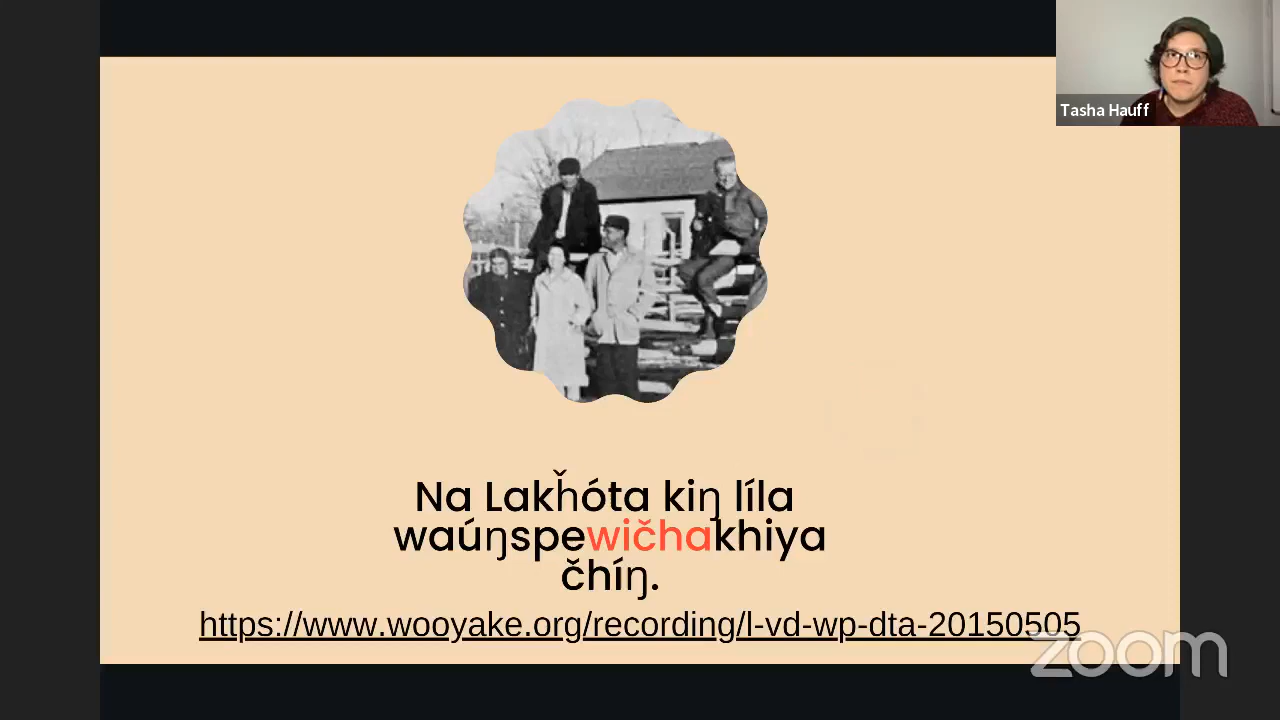 Tasha Hauff
Na Lakȟóta kiŋ líla
waúŋspewičhakhiya
čhíŋ.
https://www.wooyake.org/recording/l-vd-wp-dta-20150505
zoom